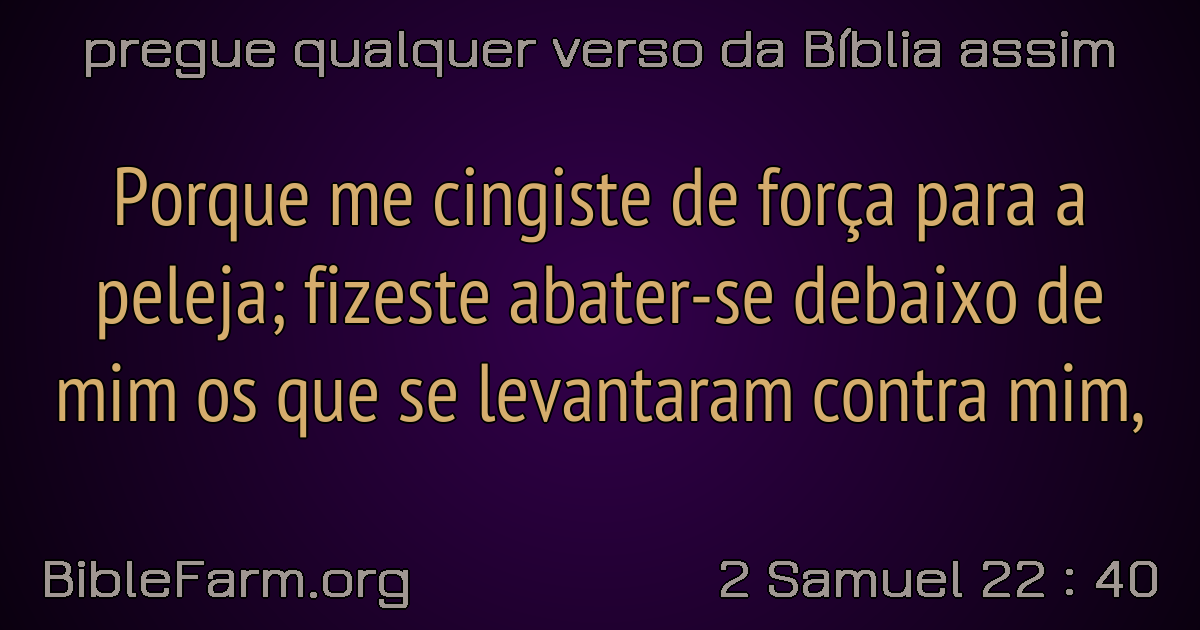 pregue qualquer verso da Bíblia assim
Porque me cingiste de força para a
peleja; fizeste abater-se debaixo de
mim os que se levantaram contra mim,
BibleFarm.org
2 Samuel 22 : 40